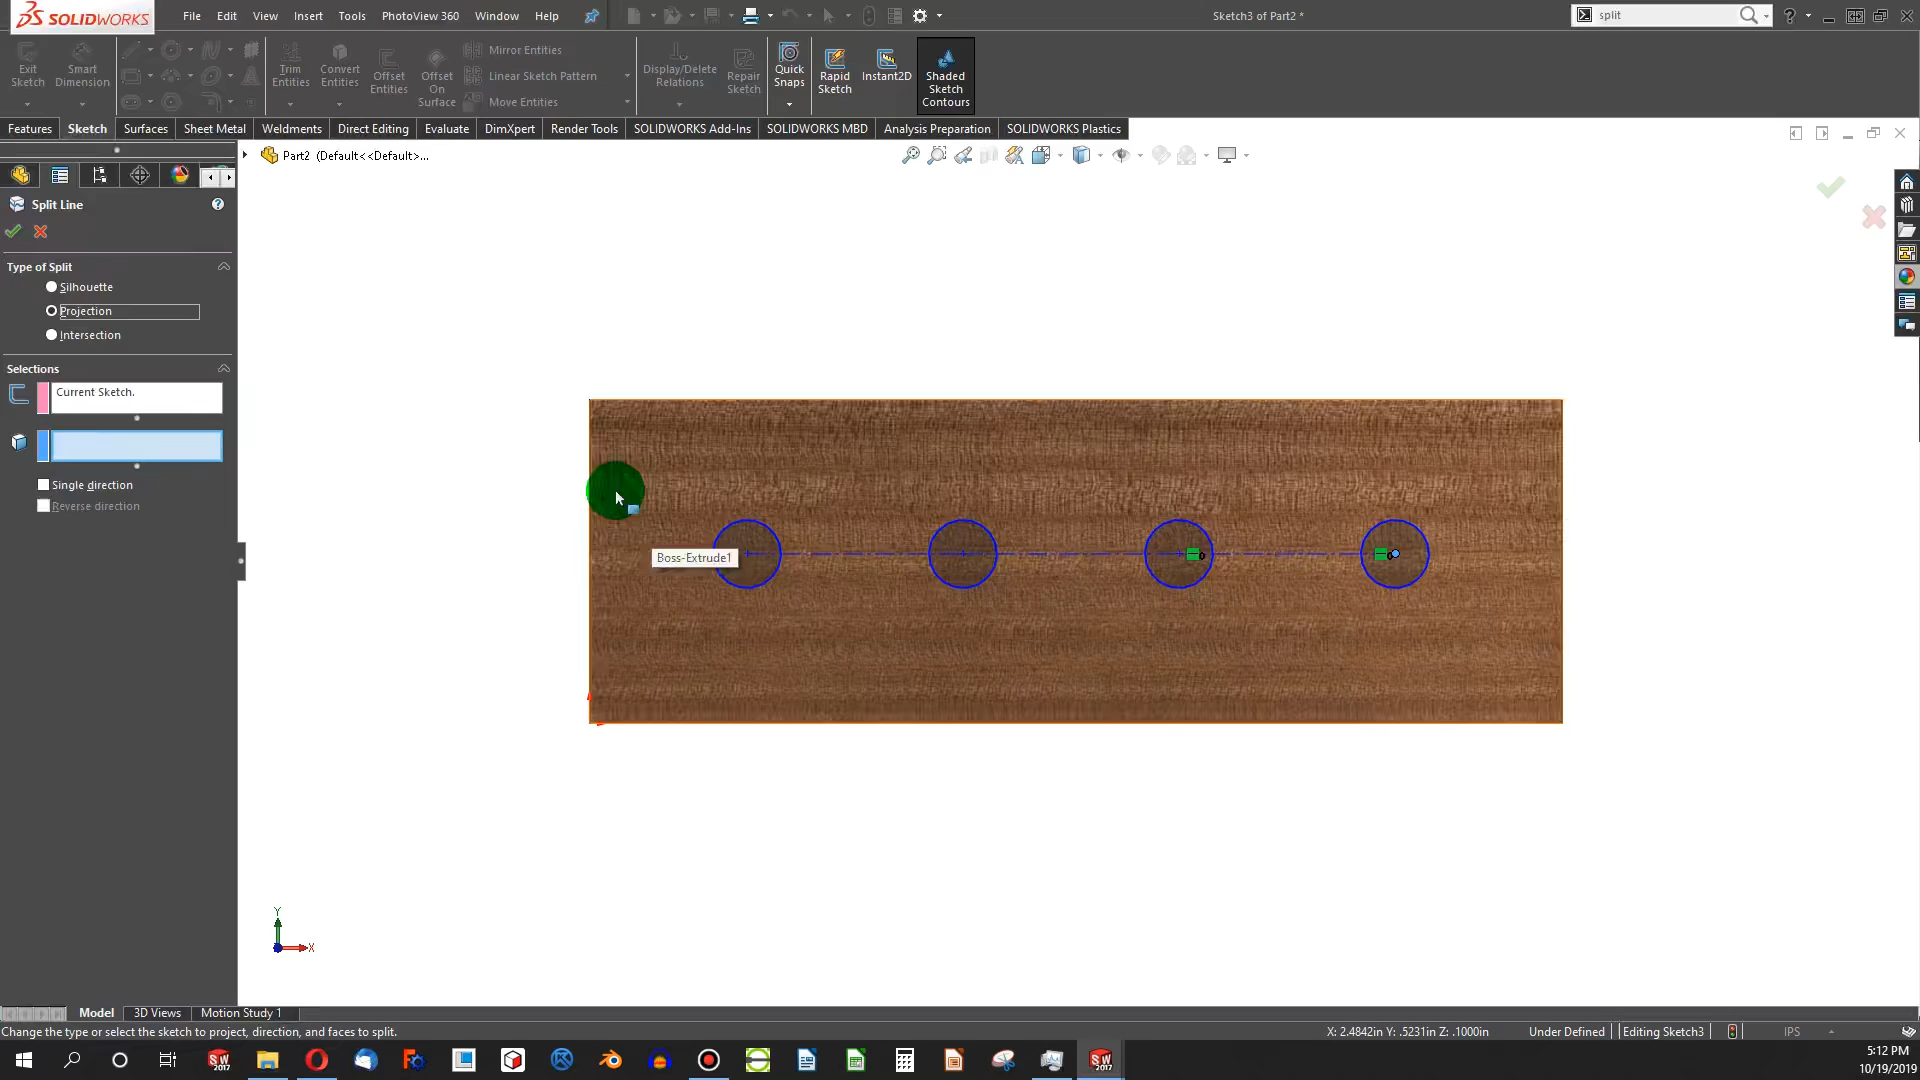 SOLIDWORKS
File Edit View Insert Tools PhotoView 360 Window Help
Sketch3 of Part2 *
split
Exit Sketch
Smart Dimension
Trim Entities
Convert Entities
Offset Entities
Offset On Surface
Mirror Entities
Linear Sketch Pattern
Move Entities
Display/Delete Relations
Repair Sketch
Quick Snaps
Rapid Sketch
Instant2D
Shaded Sketch Contours
Features Sketch Surfaces Sheet Metal Weldments Direct Editing Evaluate DimXpert Render Tools SOLIDWORKS Add-Ins SOLIDWORKS MBD Analysis Preparation SOLIDWORKS Plastics
Part2 (Default<<Default>...
Split Line
Type of Split
Silhouette
Projection
Intersection
Selections
Current Sketch.
Single direction
Reverse direction
Boss-Extrude1
Y
X
Model 3D Views Motion Study 1
Change the type or select the sketch to project, direction, and faces to split.
X: 2.4842in Y: .5231in Z: .1000in Under Defined Editing Sketch3 IPS
SW 2017
SW 2017
5:12 PM
10/19/2019